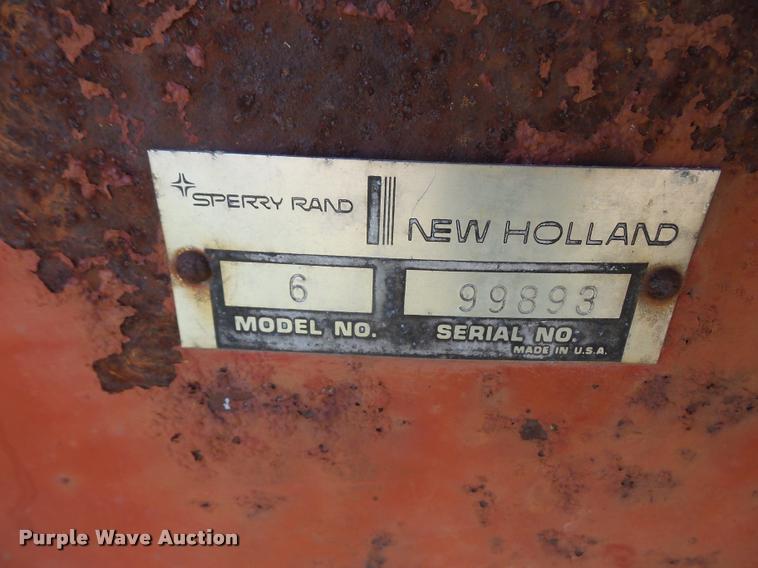 SPERRY RAND NEW HOLLAND
6 99893
MODEL NO. SERIAL NO.
MADE IN U.S.A.
Purple Wave Auction